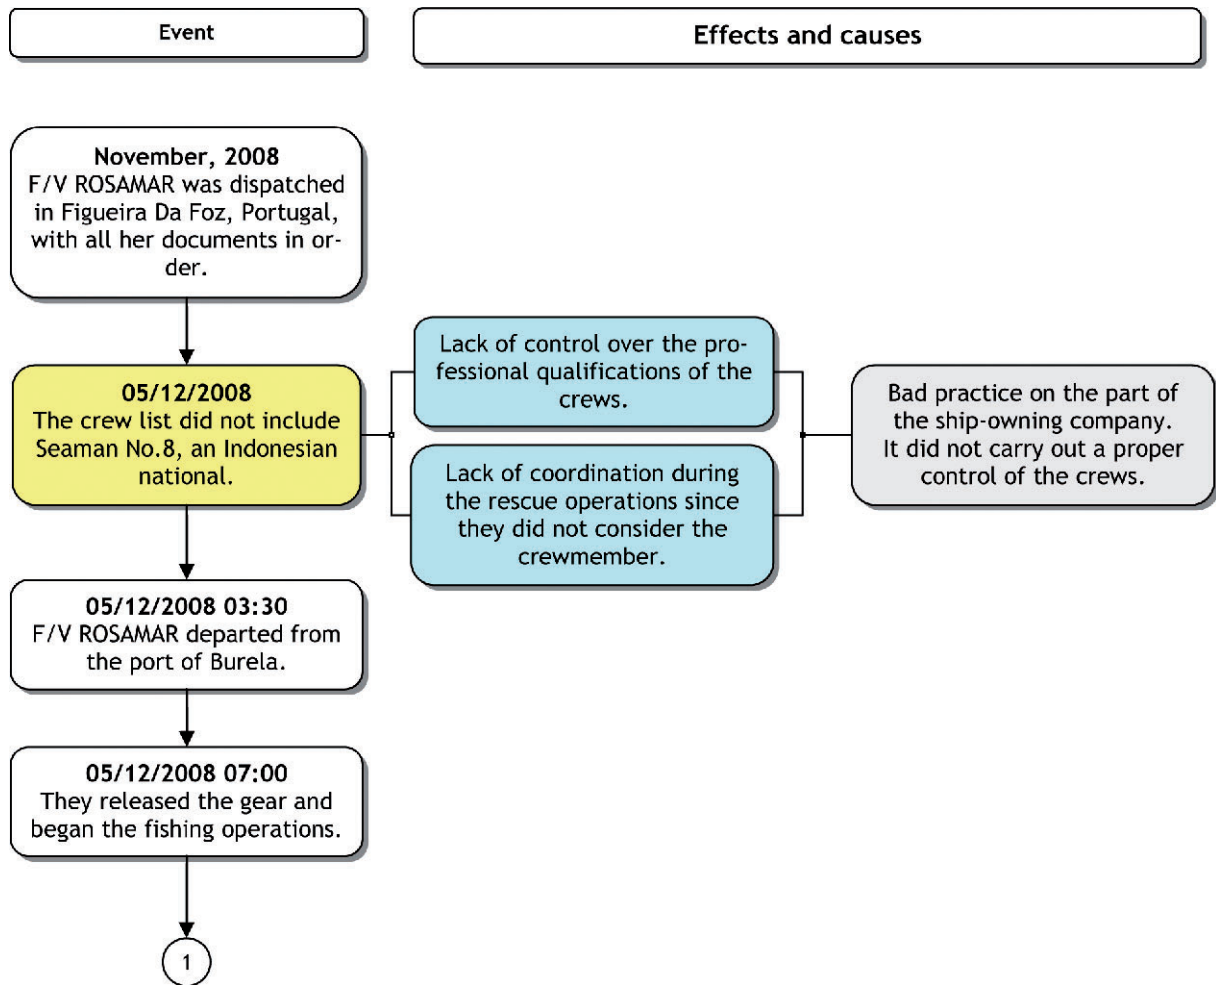 Event
Effects and causes
November, 2008
F/V ROSAMAR was dispatched
in Figueira Da Foz, Portugal,
with all her documents in or-
der.
05/12/2008
The crew list did not include
Seaman No.8, an Indonesian
national.
Lack of control over the pro-
fessional qualifications of the
crews.
Lack of coordination during
the rescue operations since
they did not consider the
crewmember.
Bad practice on the part of
the ship-owning company.
It did not carry out a proper
control of the crews.
05/12/2008 03:30
F/V ROSAMAR departed from
the port of Burela.
05/12/2008 07:00
They released the gear and
began the fishing operations.
1